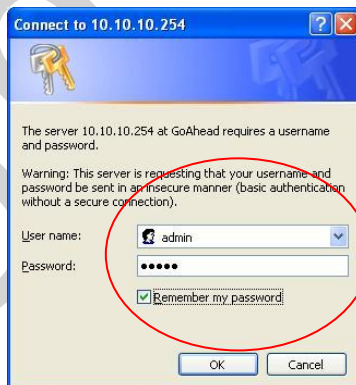 Connect to 10.10.10.254
The server 10.10.10.254 at GoAhead requires a username
and password.
Warning: This server is requesting that your username and
password be sent in an insecure manner (basic authentication
without a secure connection).
User name:
admin
Password:
●●●●●
Remember my password
OK
Cancel